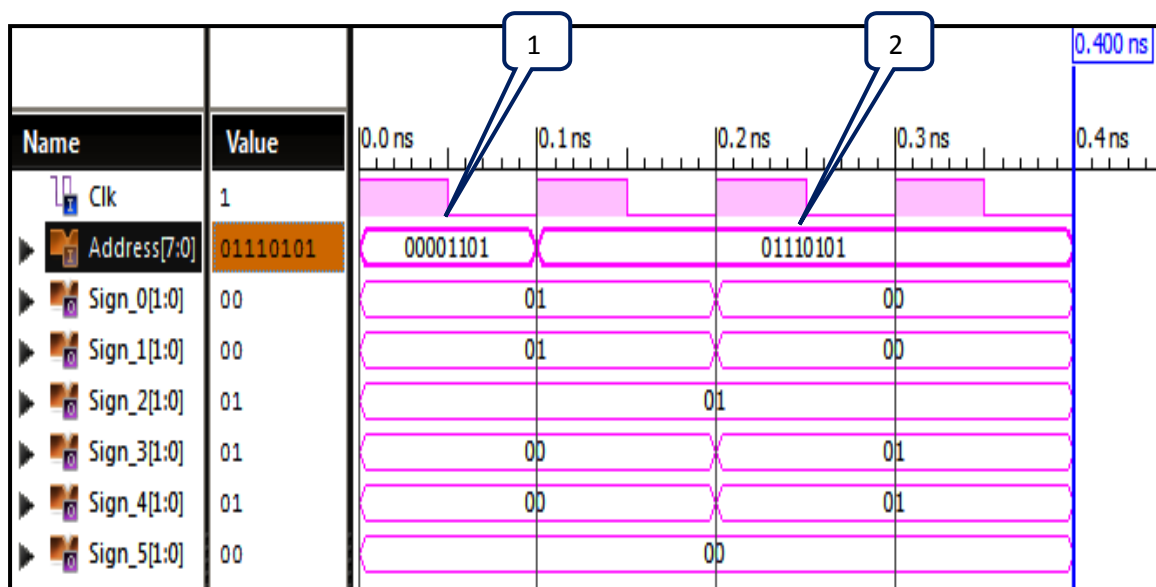 1 2
0.400 ns
Name Value 0.0 ns 0.1 ns 0.2 ns 0.3 ns 0.4 ns
Clk 1
Address[7:0] 01110101 00001101 01110101
Sign_0[1:0] 00 01 00
Sign_1[1:0] 00 01 00
Sign_2[1:0] 01 01
Sign_3[1:0] 01 00 01
Sign_4[1:0] 01 00 01
Sign_5[1:0] 00 00